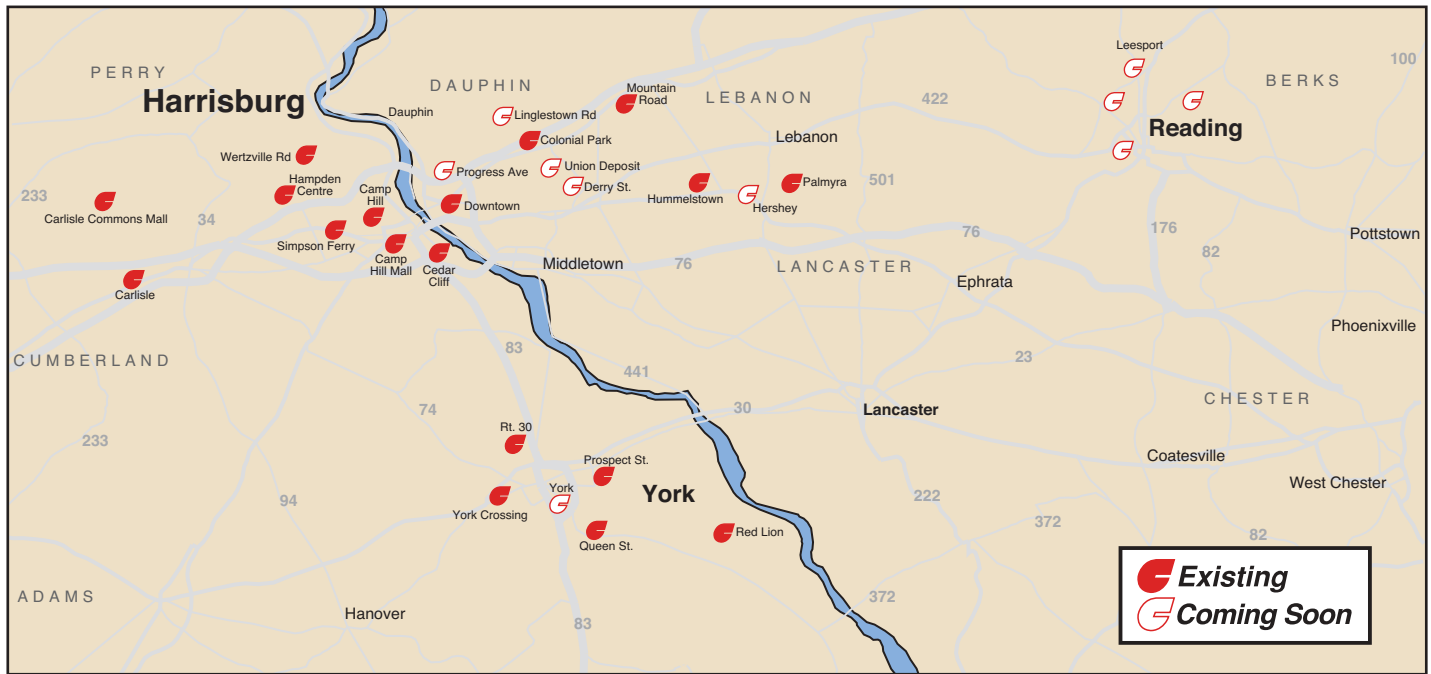 Leesport
100
PERRY
DAUPHIN
LEBANON
BERKS
Mountain
Road
422
Harrisburg
Dauphin
Linglestown Rd
Reading
Colonial Park
Lebanon
Wertzville Rd
Progress Ave
Union Deposit
Derry St.
Hampden
Centre
Camp
Hill
501
Palmyra
233
Hummelstown
Hershey
Carlisle Commons Mall
34
Downtown
Simpson Ferry
Camp
Hill Mall
Cedar
Cliff
176
76
Pottstown
82
Middletown
76
LANCASTER
Ephrata
Carlisle
Phoenixville
CUMBERLAND
83
23
441
74
30
Lancaster
CHESTER
233
Rt. 30
Prospect St.
Coatesville
York
York
West Chester
94
York Crossing
222
372
Queen St.
Red Lion
82
ADAMS
Hanover
83
372
Existing
Coming Soon